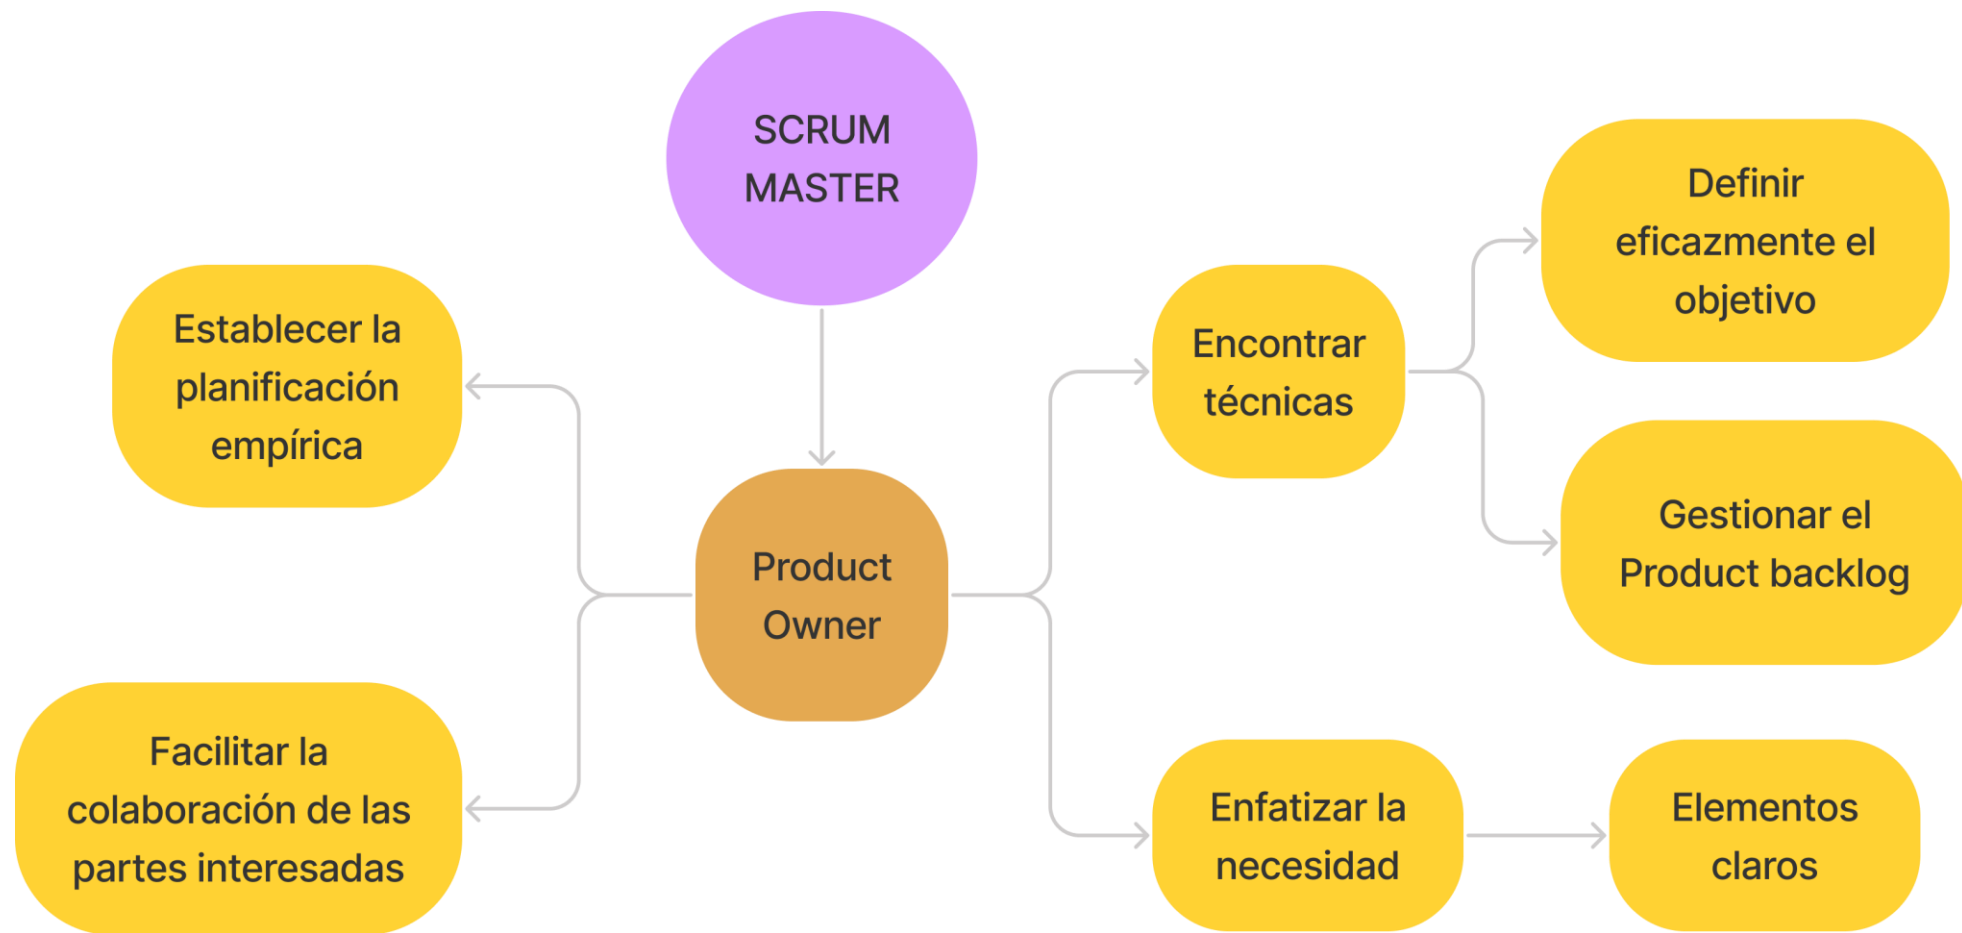 SCRUM
MASTER
Establecer la
planificación
empírica
Facilitar la
colaboración de las
partes interesadas
Product
Owner
Encontrar
técnicas
Definir
eficazmente el
objetivo
Gestionar el
Product backlog
Enfatizar la
necesidad
Elementos
claros